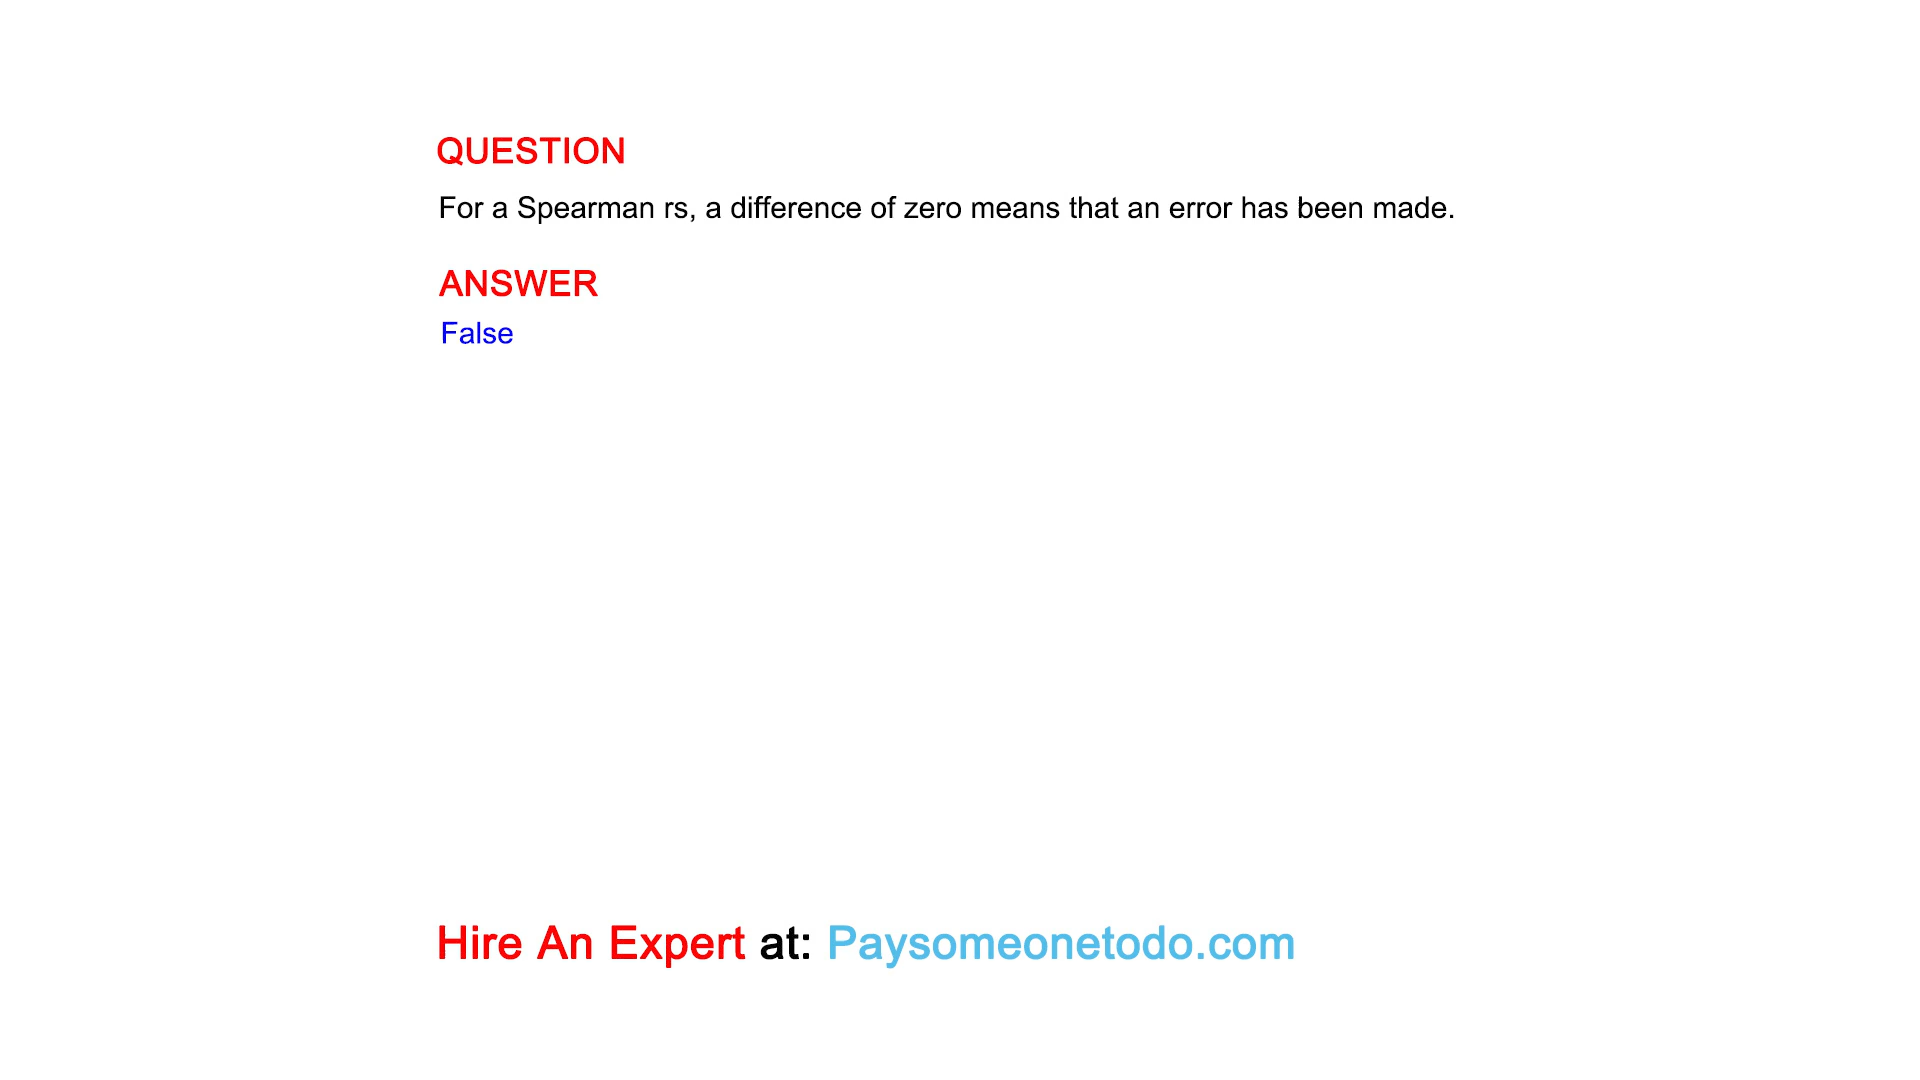 QUESTION
For a Spearman rs, a difference of zero means that an error has been made.
ANSWER
False
Hire An Expert at: Paysomeonetodo.com